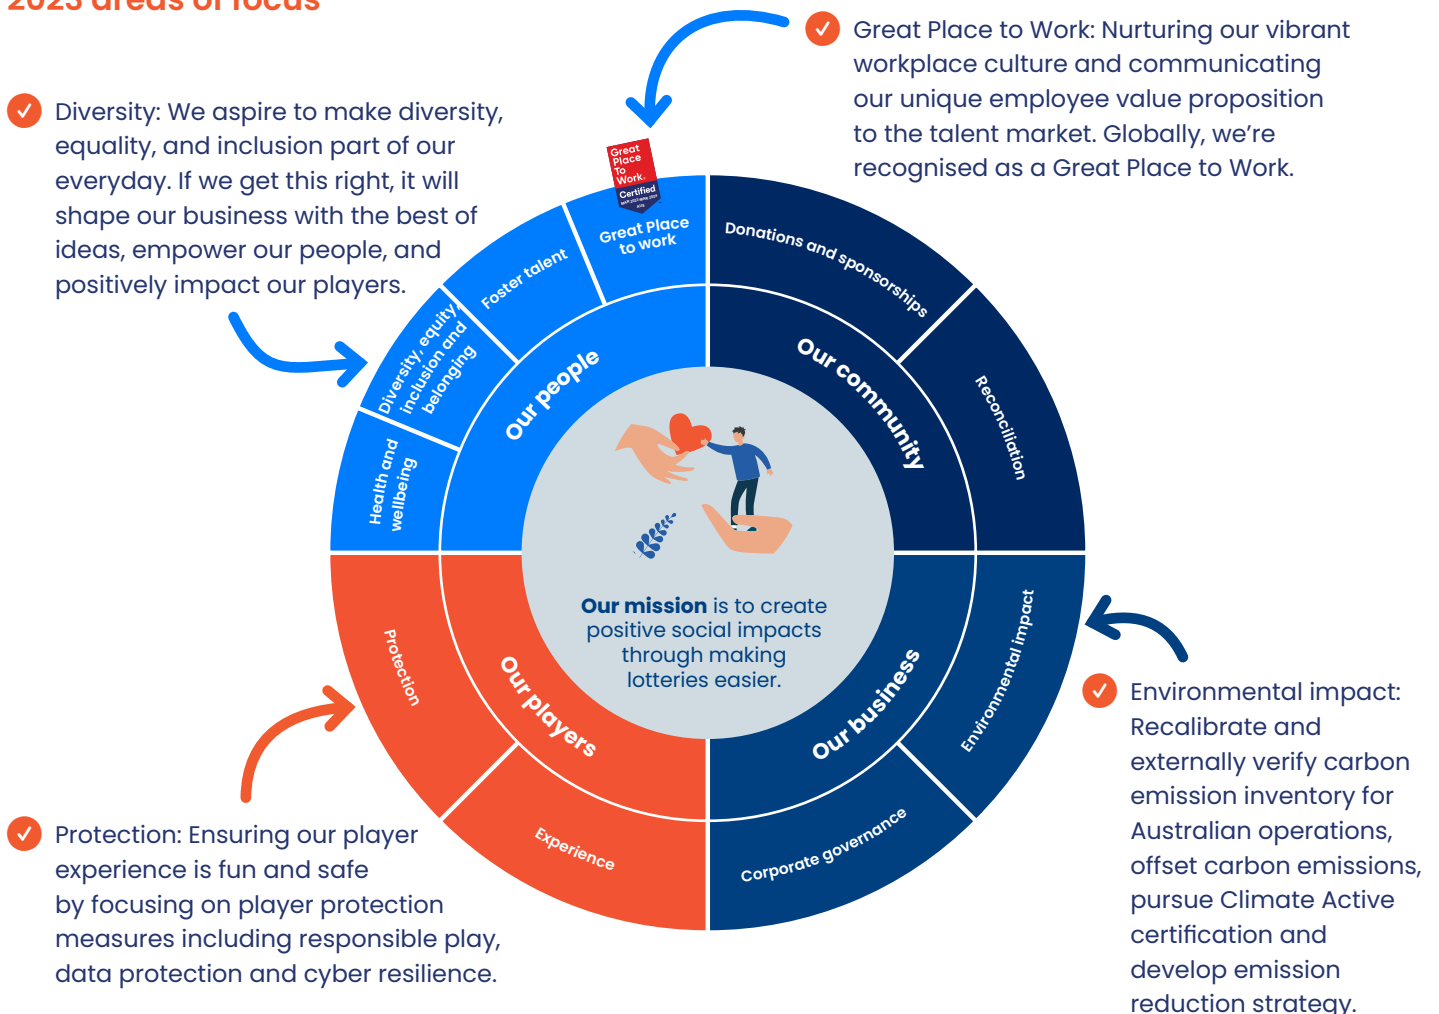 2023 areas of focus
Great Place to Work: Nurturing our vibrant
workplace culture and communicating
our unique employee value proposition
to the talent market. Globally, we’re
recognised as a Great Place to Work.
Diversity: We aspire to make diversity,
equality, and inclusion part of our
everyday. If we get this right, it will
shape our business with the best of
ideas, empower our people, and
positively impact our players.
Great
Place
To
Work.
Certified
Great Place
to work
Foster talent
Diversity, equity,
inclusion and
belonging
Health and
wellbeing
Our people
Donations and sponsorships
Reconciliation
Our community
Our mission is to create
positive social impacts
through making
lotteries easier.
Protection
Experience
Our players
Environmental impact
Corporate governance
Our business
Protection: Ensuring our player
experience is fun and safe
by focusing on player protection
measures including responsible play,
data protection and cyber resilience.
Environmental impact:
Recalibrate and
externally verify carbon
emission inventory for
Australian operations,
offset carbon emissions,
pursue Climate Active
certification and
develop emission
reduction strategy.